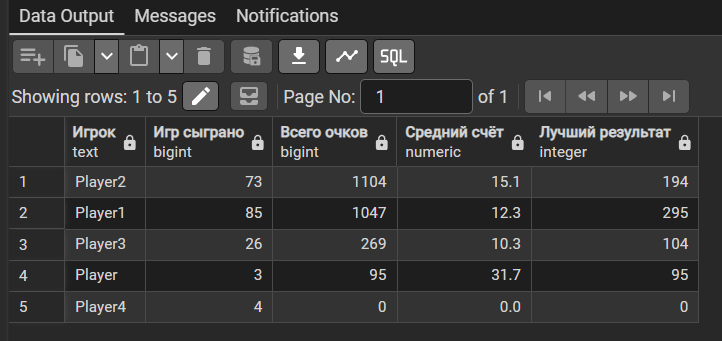 Data Output Messages Notifications
SQL
Showing rows: 1 to 5 Page No: 1 of 1
Игрок Игр сыграно Всего очков Средний счёт Лучший результат
text bigint bigint numeric integer
1 Player2 73 1104 15.1 194
2 Player1 85 1047 12.3 295
3 Player3 26 269 10.3 104
4 Player 3 95 31.7 95
5 Player4 4 0 0.0 0